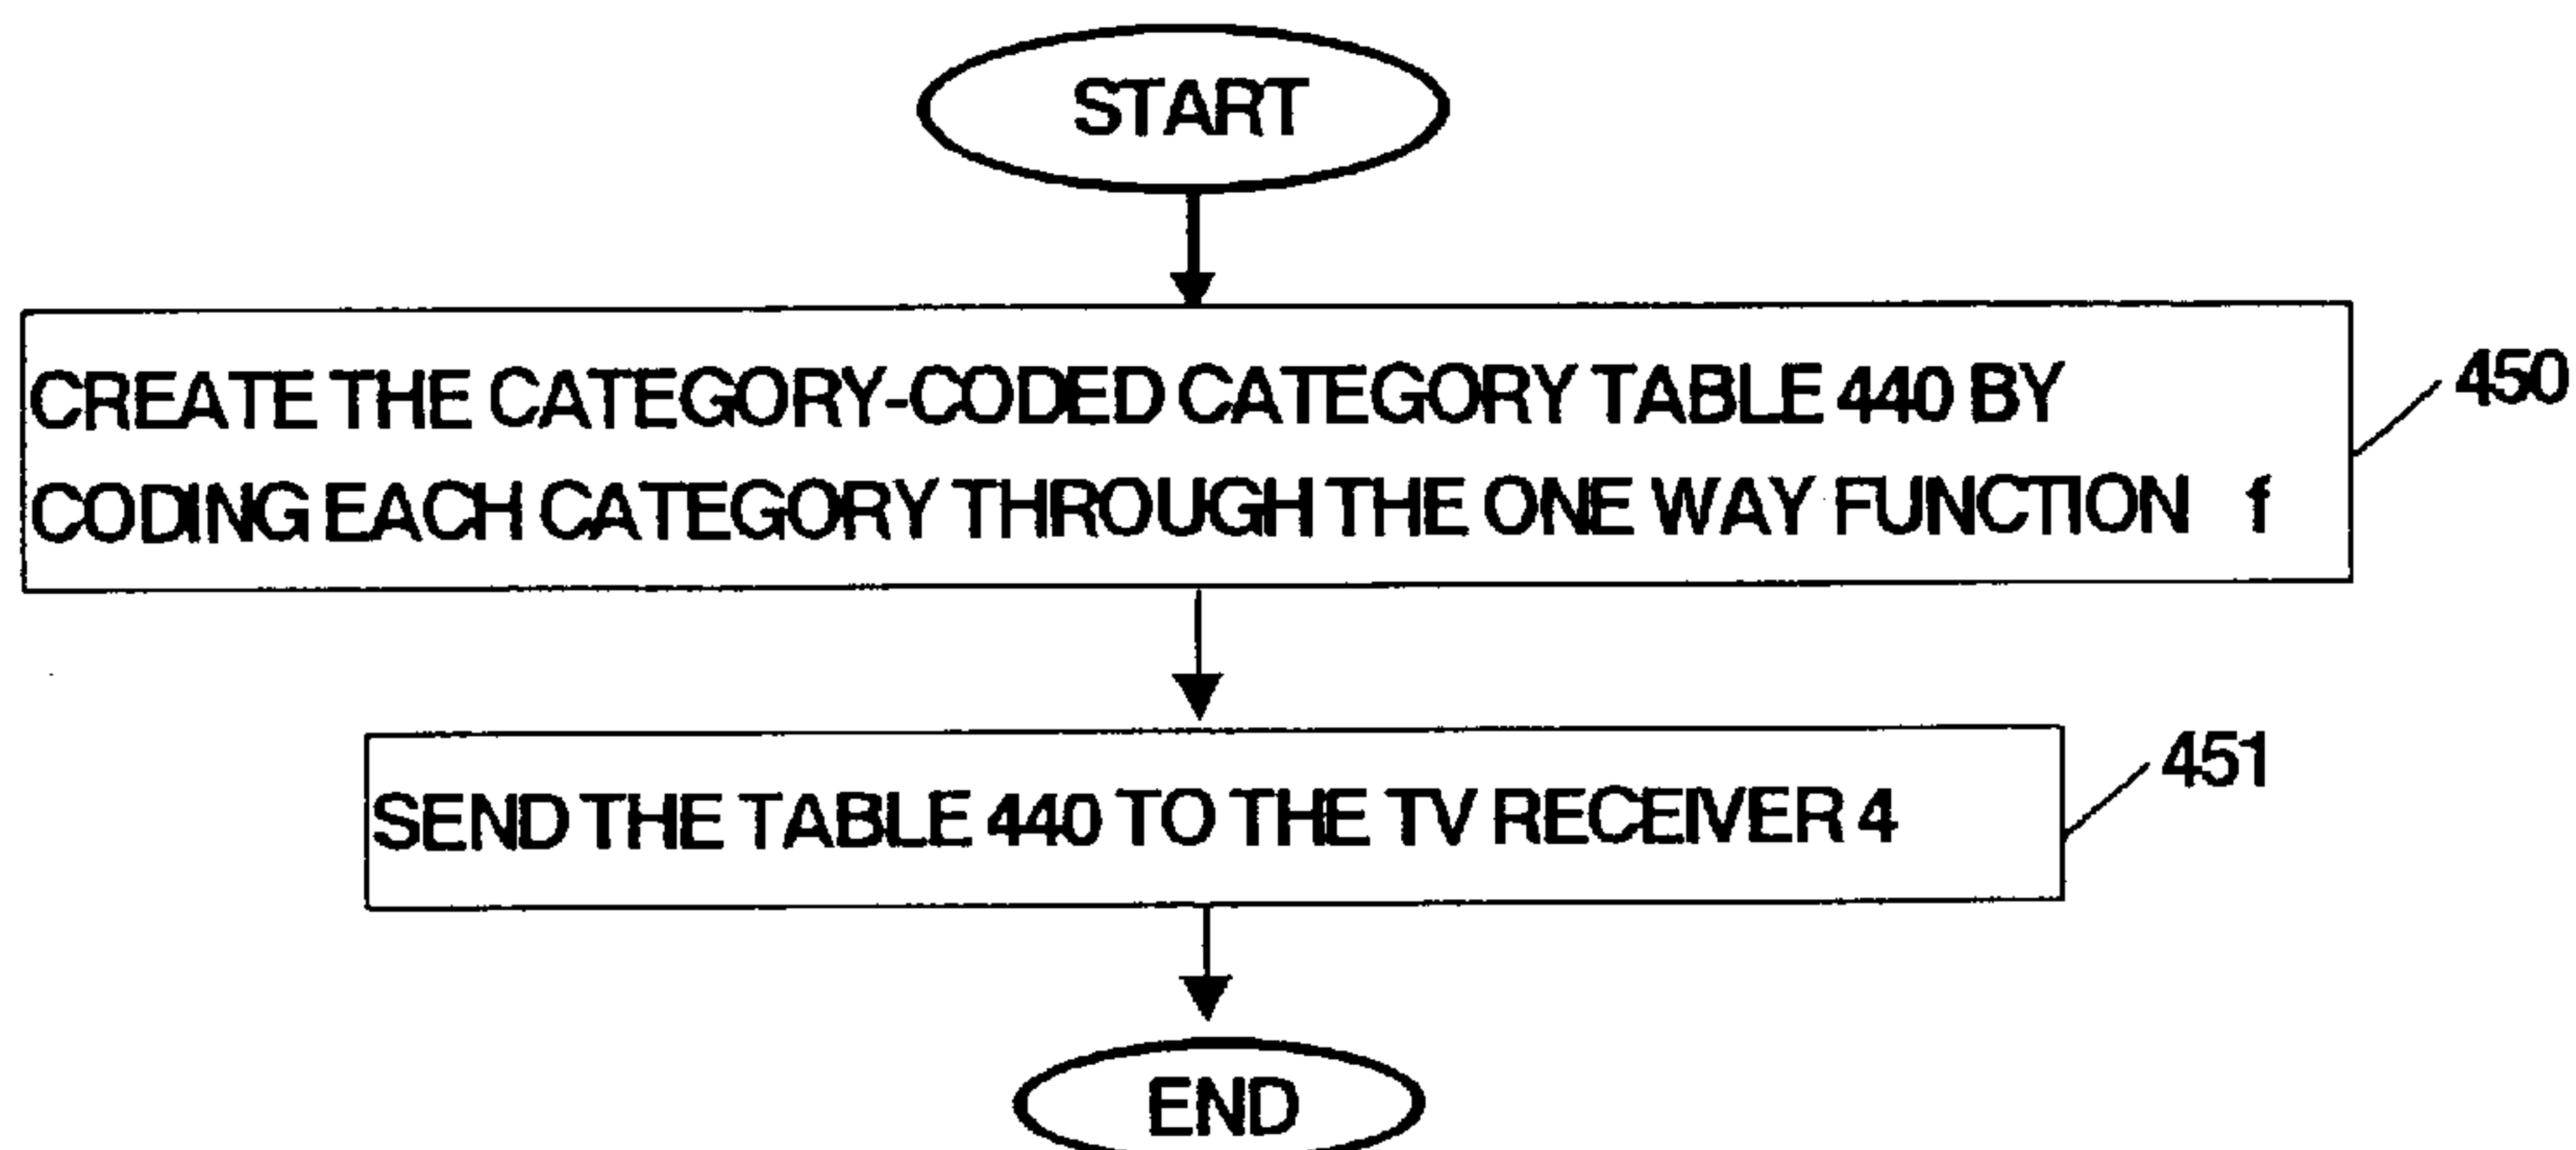 START
CREATE THE CATEGORY-CODED CATEGORY TABLE 440 BY
CODING EACH CATEGORY THROUGH THE ONE WAY FUNCTION f
450
SEND THE TABLE 440 TO THE TV RECEIVER 4
451
END